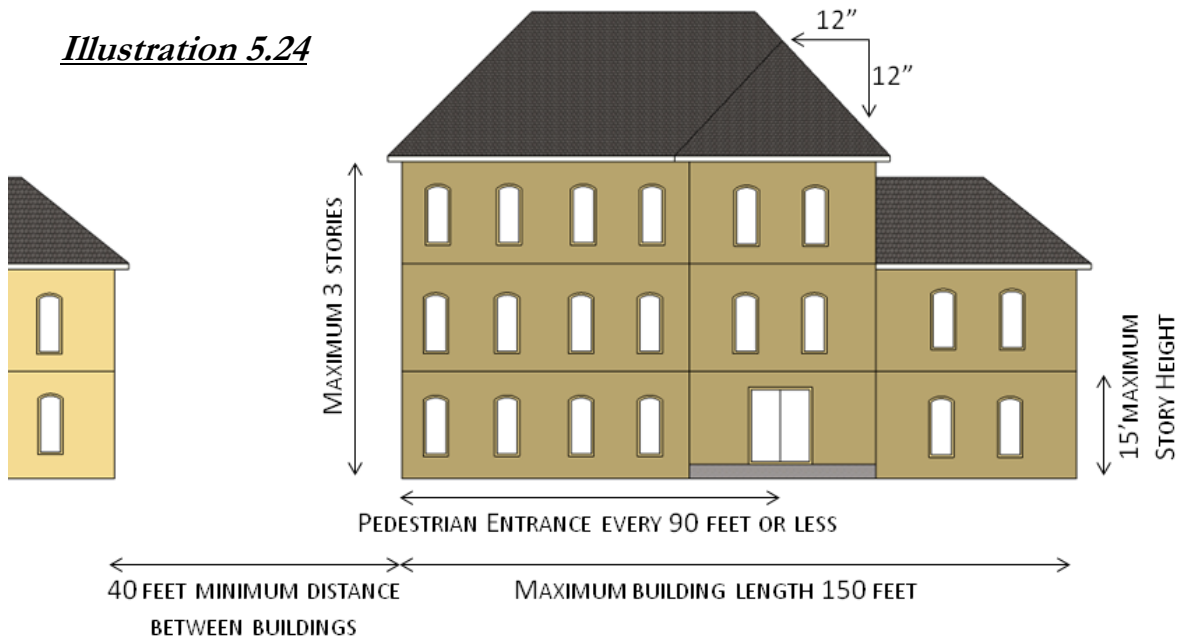 Illustration 5.24
12”
12”
MAXIMUM 3 STORIES
15’MAXIMUM
STORY HEIGHT
PEDESTRIAN ENTRANCE EVERY 90 FEET OR LESS
40 FEET MINIMUM DISTANCE
BETWEEN BUILDINGS
MAXIMUM BUILDING LENGTH 150 FEET